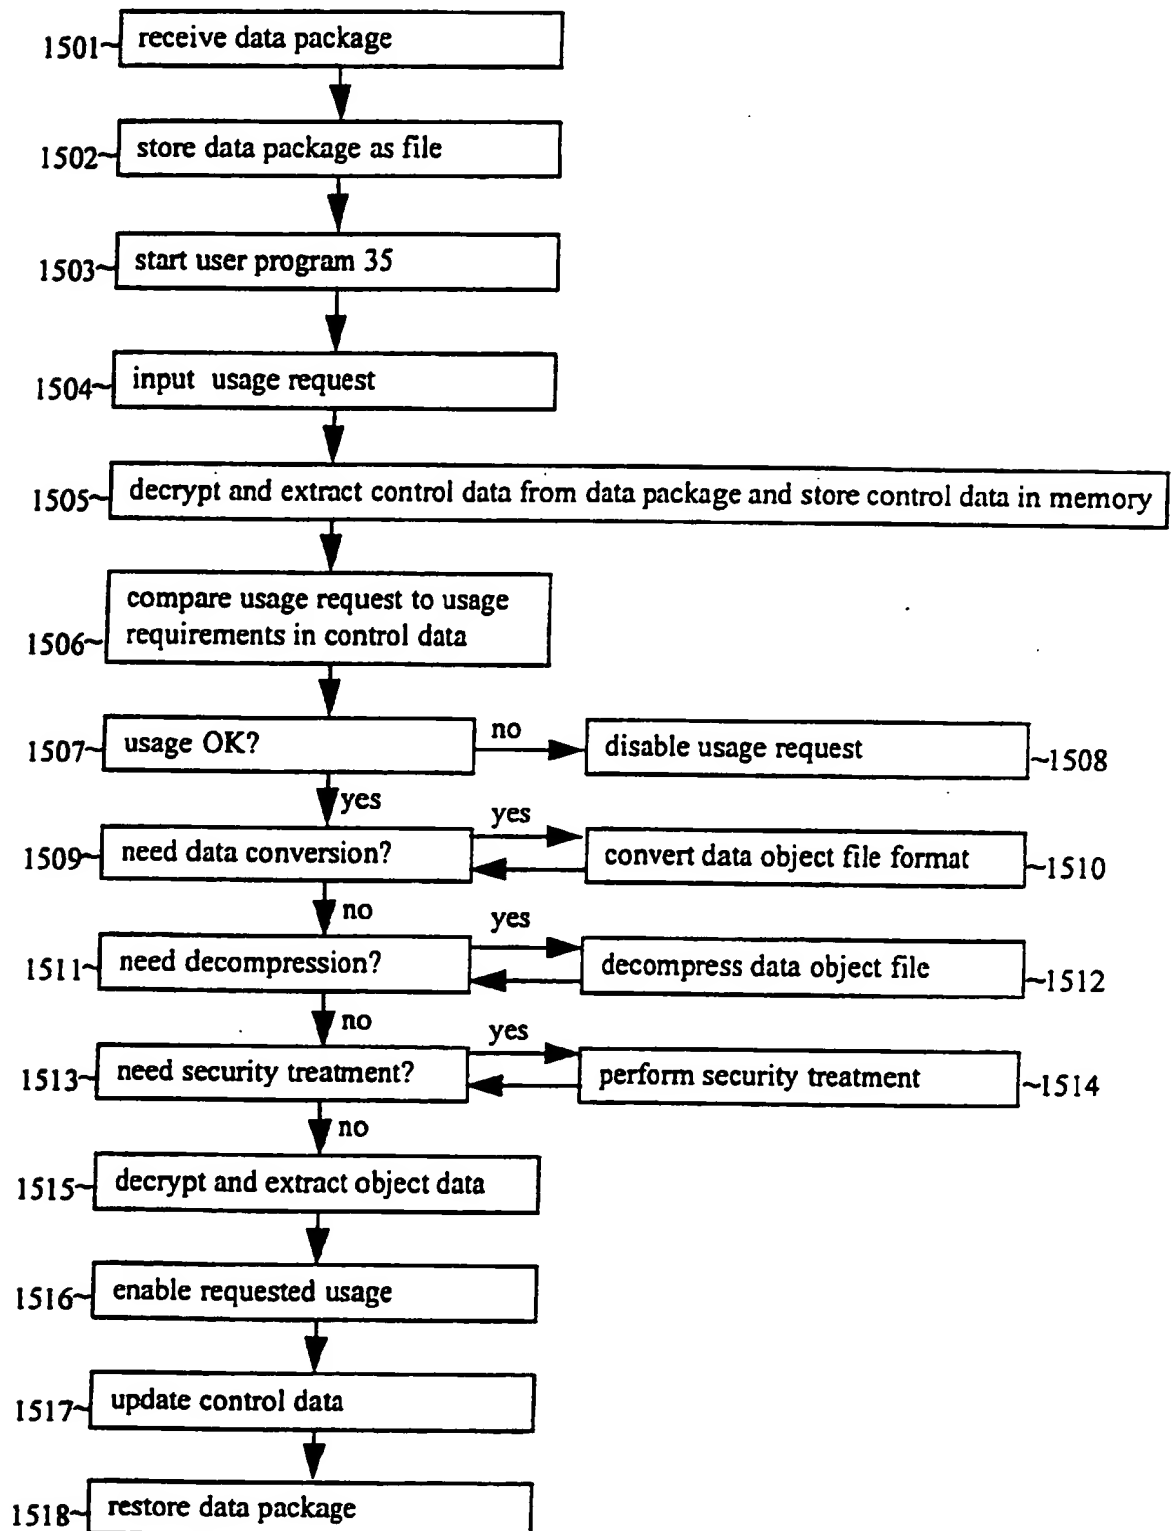 1501~ receive data package
1502~ store data package as file
1503~ start user program 35
1504~ input usage request
1505~ decrypt and extract control data from data package and store control data in memory
compare usage request to usage
1506~ requirements in control data
1507~ usage OK? no disable usage request ~1508
yes
yes
1509~ need data conversion? convert data object file format ~1510
no
yes
1511~ need decompression? decompress data object file ~1512
no
yes
1513~ need security treatment? perform security treatment ~1514
no
1515~ decrypt and extract object data
1516~ enable requested usage
1517~ update control data
1518~ restore data package